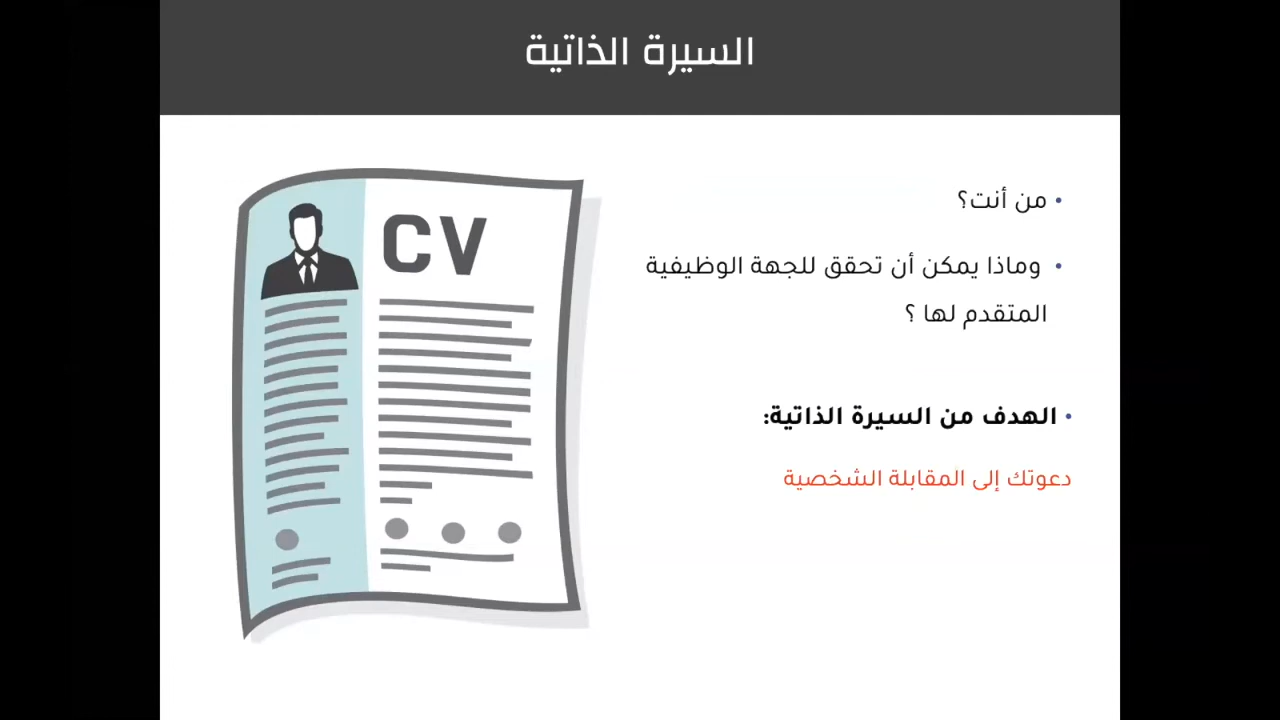 السيرة الذاتية
CV
• من أنت؟
• وماذا يمكن أن تحقق للجهة الوظيفية
المتقدم لها ؟
• الهدف من السيرة الذاتية:
دعوتك إلى المقابلة الشخصية